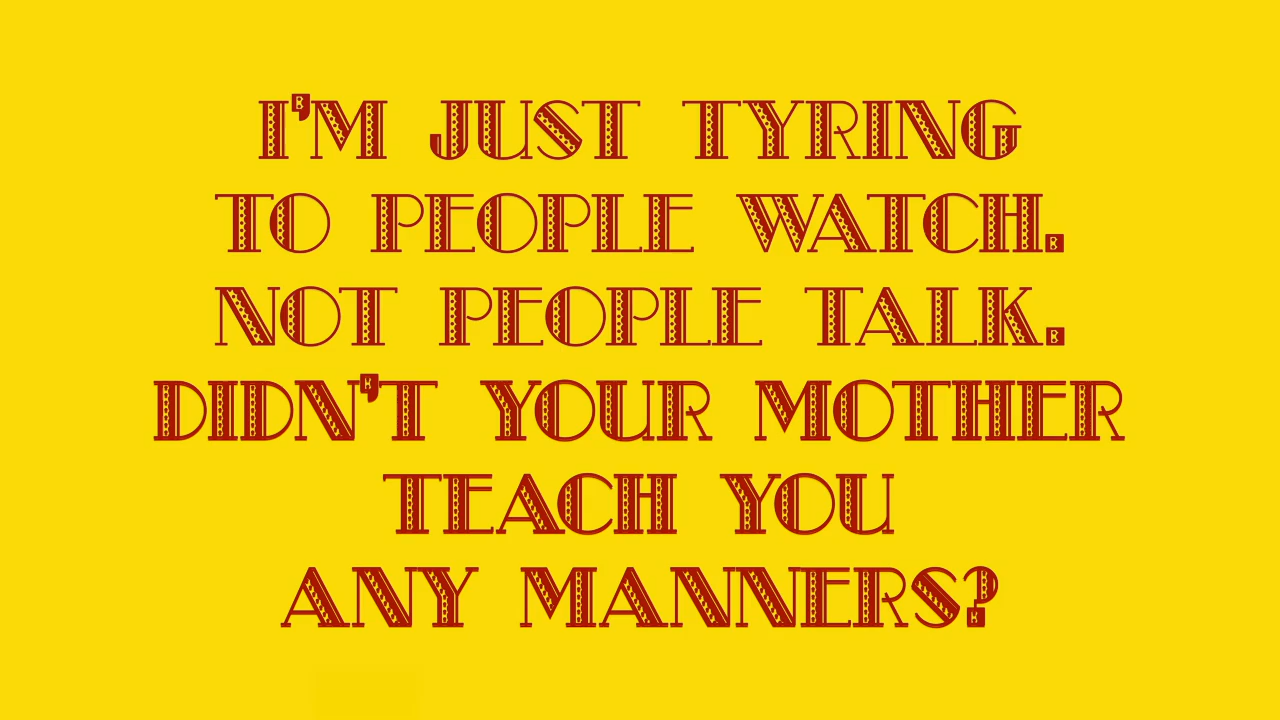 I'M JUST TYRING
TO PEOPLE WATCH.
NOT PEOPLE TALK.
DIDN'T YOUR MOTHER
TEACH YOU
ANY MANNERS?